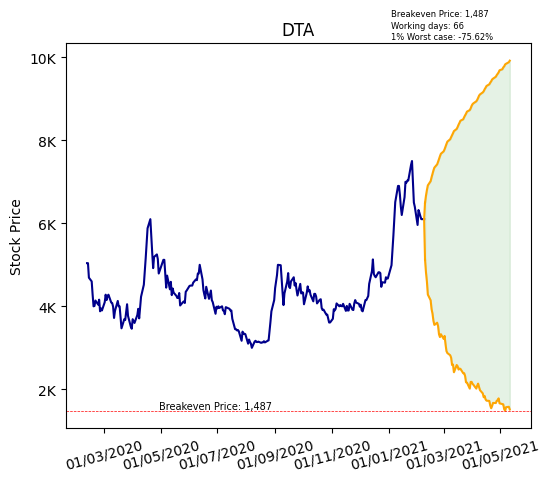 Breakeven Price: 1,487
Working days: 66
1% Worst case: -75.62%
DTA
Stock Price
10K
8K
6K
4K
2K
Breakeven Price: 1,487
01/03/2020
01/05/2020
01/07/2020
01/09/2020
01/11/2020
01/01/2021
01/03/2021
01/05/2021